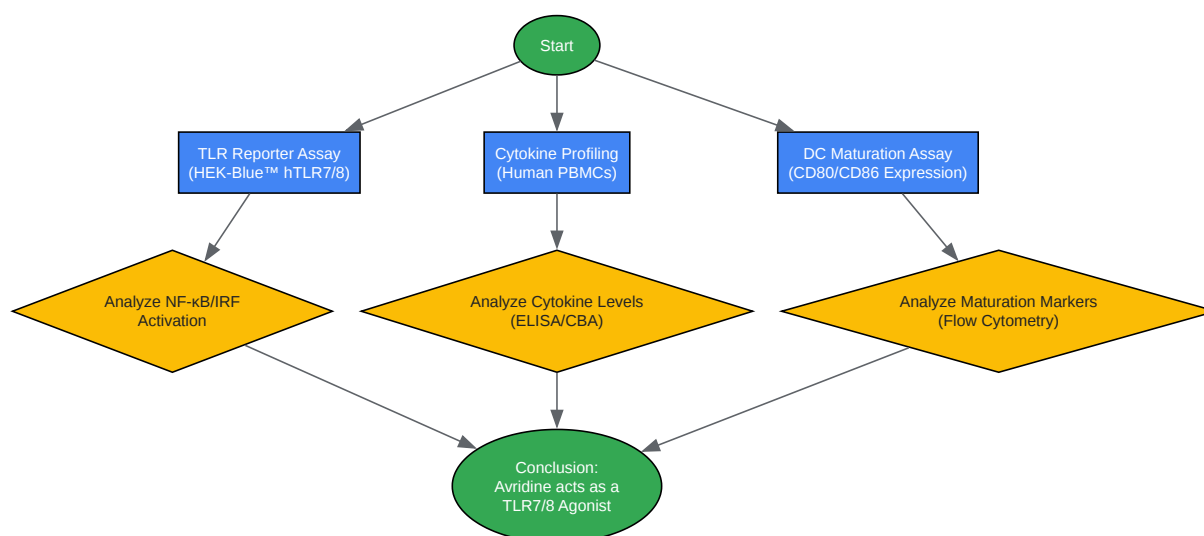 Start
TLR Reporter Assay
(HEK-Blue™ hTLR7/8)
Cytokine Profiling
(Human PBMCs)
DC Maturation Assay
(CD80/CD86 Expression)
Analyze NF-κB/IRF
Activation
Analyze Cytokine Levels
(ELISA/CBA)
Analyze Maturation Markers
(Flow Cytometry)
Conclusion:
Avridine acts as a
TLR7/8 Agonist